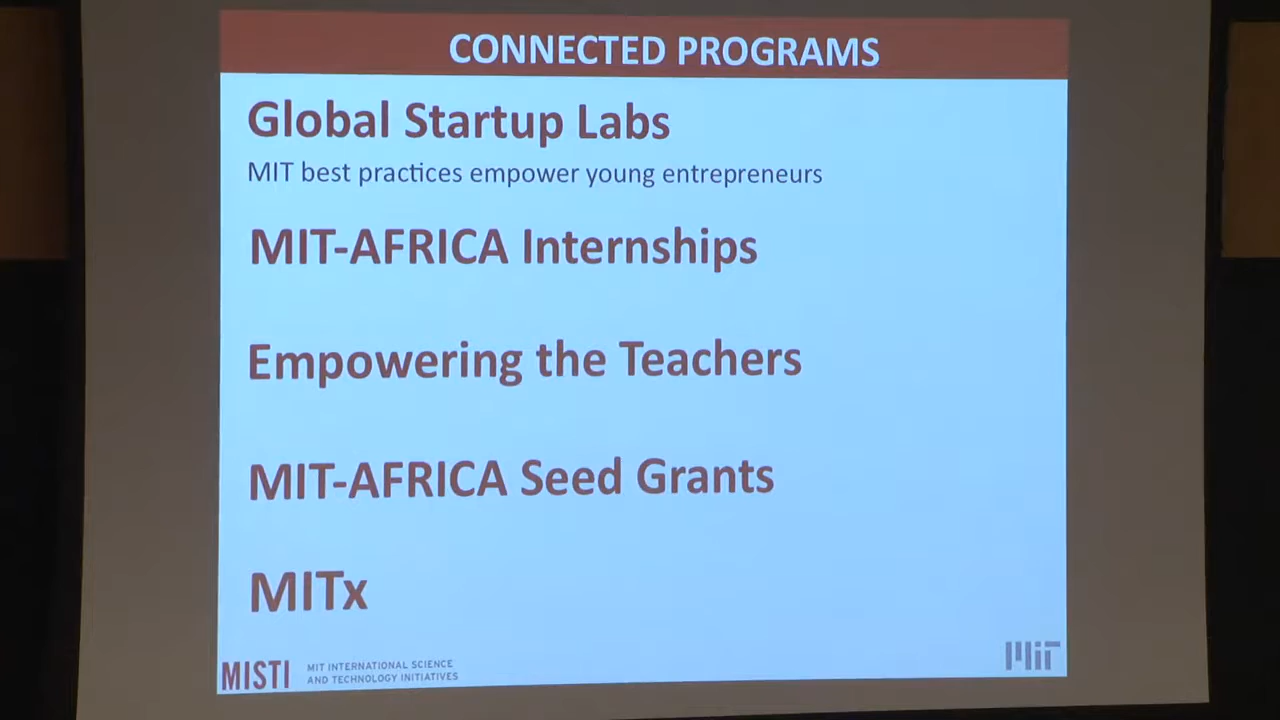 CONNECTED PROGRAMS
Global Startup Labs
MIT best practices empower young entrepreneurs
MIT-AFRICA Internships
Empowering the Teachers
MIT-AFRICA Seed Grants
MITx
MISTI
MIT INTERNATIONAL SCIENCE
AND TECHNOLOGY INITIATIVES
MIT